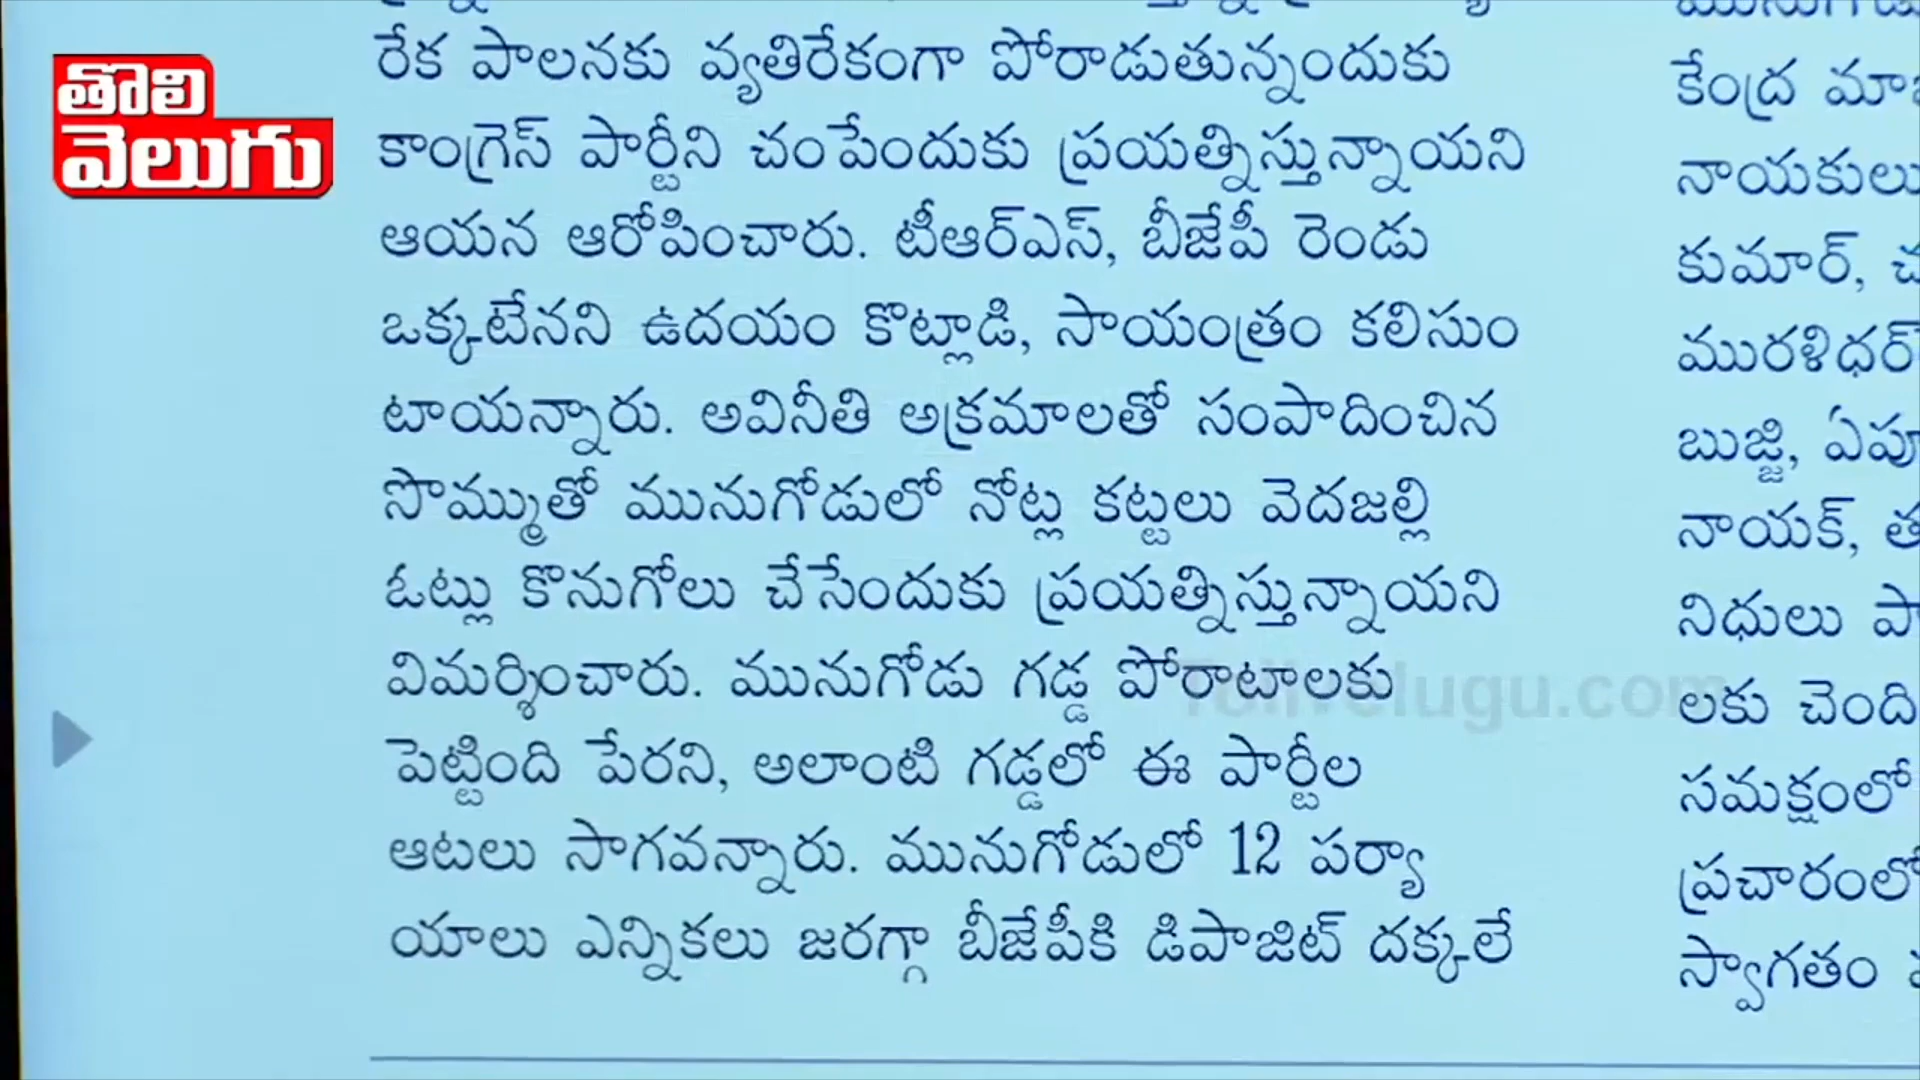 తొలి
వెలుగు
రేక పాలనకు వ్యతిరేకంగా పోరాడుతున్నందుకు
కాంగ్రెస్ పార్టీని చంపేందుకు ప్రయత్నిస్తున్నాయని
ఆయన ఆరోపించారు. టీఆర్ఎస్, బీజేపీ రెండు
ఒక్కటేనని ఉదయం కొట్లాడి, సాయంత్రం కలిసుం
టాయన్నారు. అవినీతి అక్రమాలతో సంపాదించిన
సొమ్ముతో మునుగోడులో నోట్ల కట్టలు వెదజల్లి
ఓట్లు కొనుగోలు చేసేందుకు ప్రయత్నిస్తున్నాయని
విమర్శించారు. మునుగోడు గడ్డ పోరాటాలకు
పెట్టింది పేరని, అలాంటి గడ్డలో ఈ పార్టీల
ఆటలు సాగవన్నారు. మునుగోడులో 12 పర్యా
యాలు ఎన్నికలు జరగ్గా బీజేపీకి డిపాజిట్ దక్కలే
కేంద్ర
నాయకులు
కుమార్,
మురళిధర్
బుజ్జి,
నాయక్,
నిధులు
లకు చెంది
సమక్షంలో
ప్రచారంలో
స్వాగతం
Tolivelugu.com